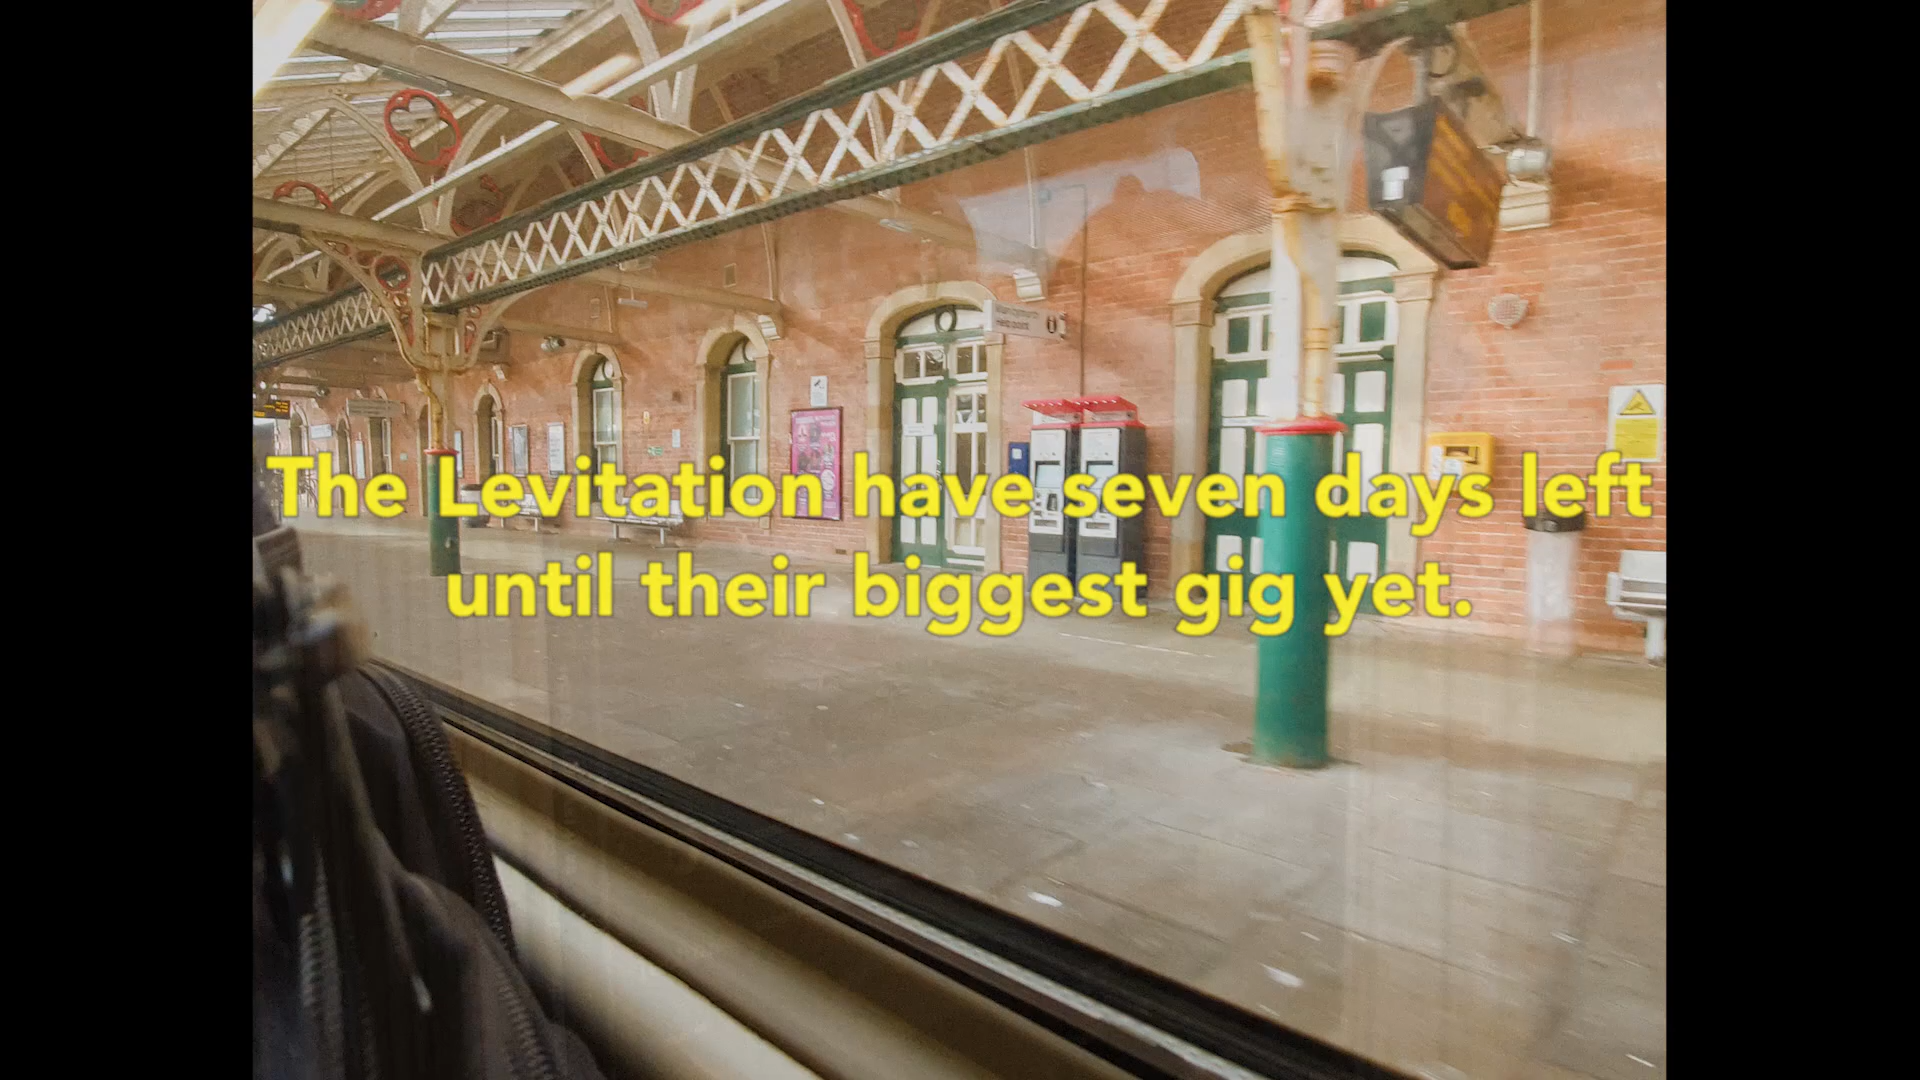 The Levitation have seven days left
until their biggest gig yet.